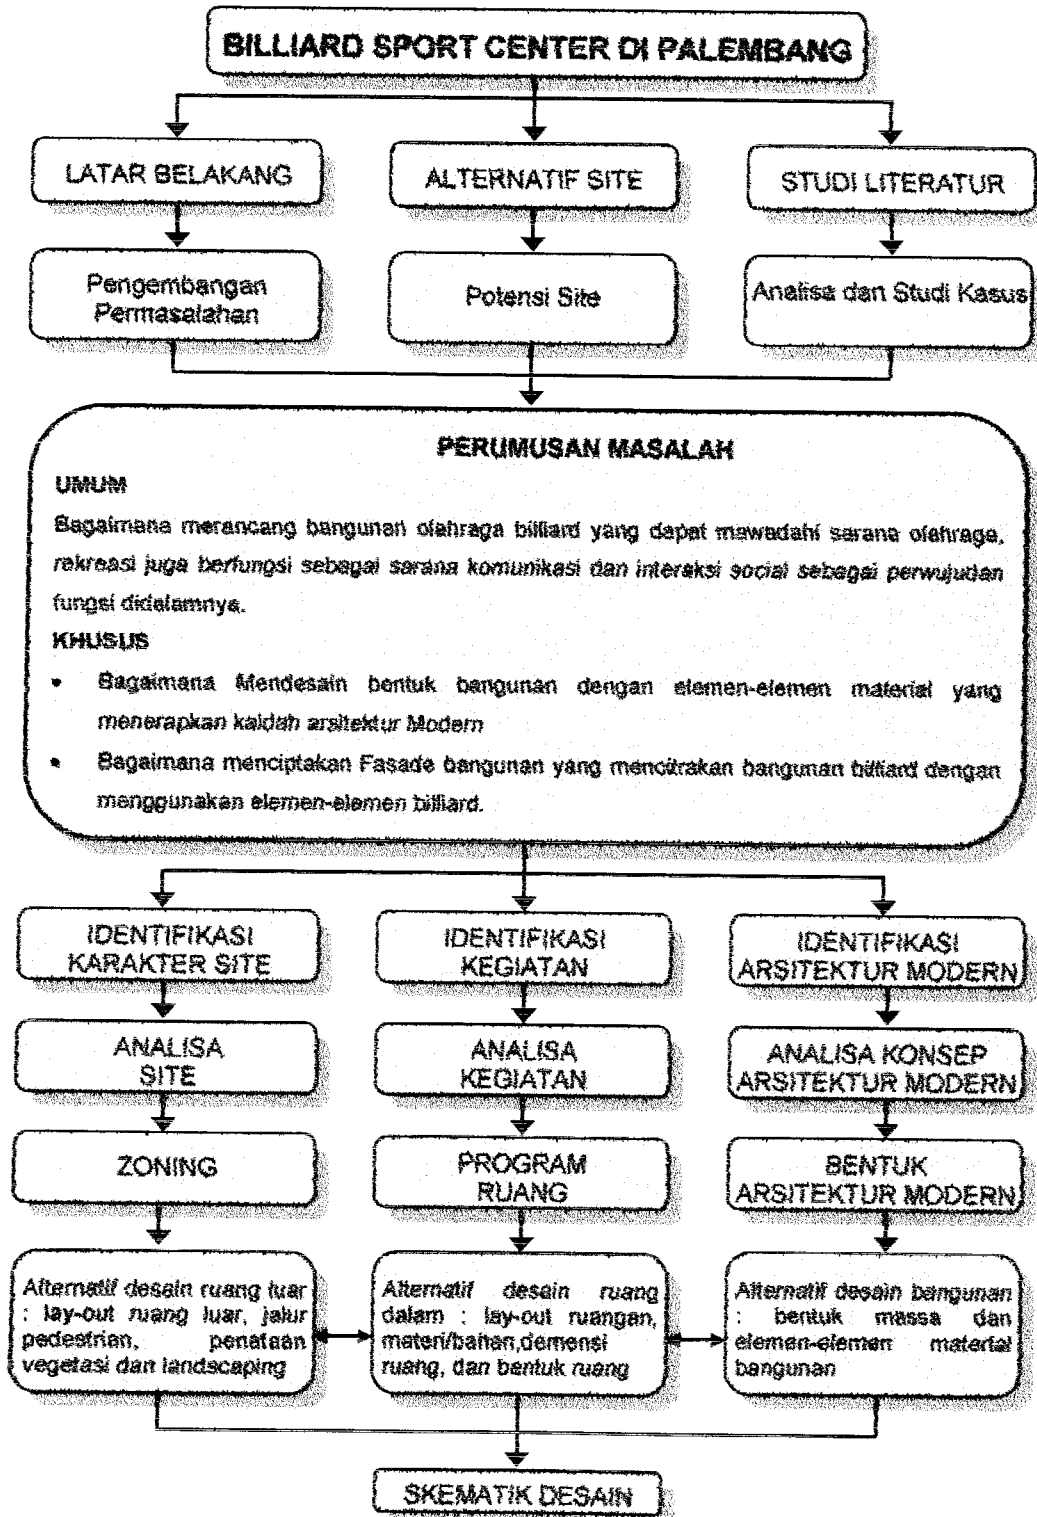 BILLIARD SPORT CENTER DI PALEMBANG
LATAR BELAKANG
ALTERNATIF SITE
STUDI LITERATUR
Pengembangan
Permasalahan
Potensi Site
Analisa dan Studi Kasus
PERUMUSAN MASALAH
UMUM
Bagaimana merancang bangunan olahraga billiard yang dapat mawadahi sarana olahraga,
rekreasi juga berfungsi sebagai sarana komunikasi dan interaksi social sebagai perwujudan
fungsi didalamnya.
KHUSUS
• Bagaimana Mendesain bentuk bangunan dengan elemen-elemen material yang
menerapkan kaidah arsitektur Modern
• Bagaimana menciptakan Fasade bangunan yang mencitrakan bangunan billiard dengan
menggunakan elemen-elemen billiard.
IDENTIFIKASI
KARAKTER SITE
IDENTIFIKASI
KEGIATAN
IDENTIFIKASI
ARSITEKTUR MODERN
ANALISA
SITE
ANALISA
KEGIATAN
ANALISA KONSEP
ARSITEKTUR MODERN
ZONING
PROGRAM
RUANG
BENTUK
ARSITEKTUR MODERN
Alternatif desain ruang luar
: lay-out ruang luar, jalur
pedestrian, penataan
vegetasi dan landscaping
Alternatif desain ruang
dalam : lay-out ruangan,
materi/bahan,demensi
ruang, dan bentuk ruang
Alternatif desain bangunan
: bentuk massa dan
elemen-elemen material
bangunan
SKEMATIK DESAIN